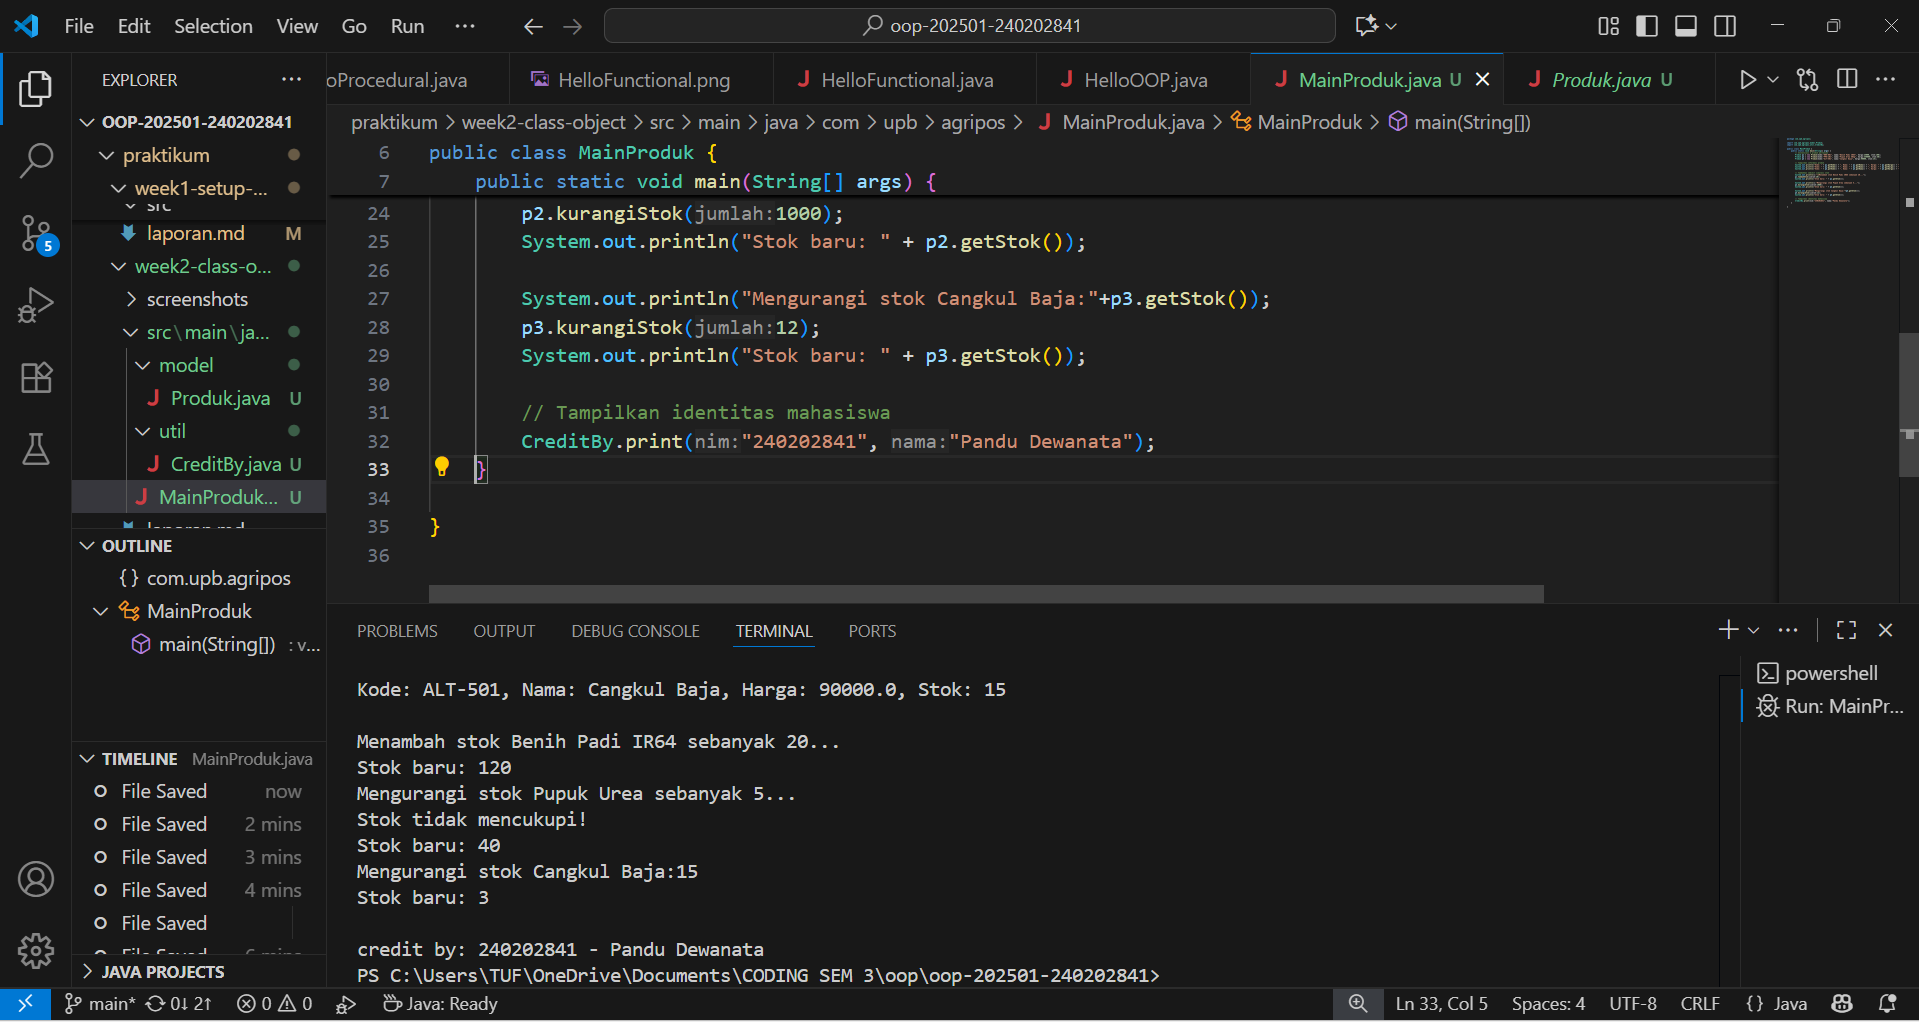 File Edit Selection View Go Run ··· oop-202501-240202841
EXPLORER ···
oProcedural.java HelloFunctional.png HelloFunctional.java HelloOOP.java MainProduk.java U Produk.java U
praktikum > week2-class-object > src > main > java > com > upb > agripos > MainProduk.java > MainProduk > main(String[])
OOP-202501-240202841
praktikum
week1-setup-...
src
laporan.md M
week2-class-o...
screenshots
src\main\ja...
model
Produk.java U
util
CreditBy.java U
MainProduk... U
laporan.md
OUTLINE
{} com.upb.agripos
MainProduk
main(String[]) : v...
TIMELINE MainProduk.java
File Saved now
File Saved 2 mins
File Saved 3 mins
File Saved 4 mins
File Saved
File Saved 6 mins
JAVA PROJECTS
6 public class MainProduk {
7 public static void main(String[] args) {
24 p2.kurangiStok(jumlah:1000);
25 System.out.println("Stok baru: " + p2.getStok());
26
27 System.out.println("Mengurangi stok Cangkul Baja:"+p3.getStok());
28 p3.kurangiStok(jumlah:12);
29 System.out.println("Stok baru: " + p3.getStok());
30
31 // Tampilkan identitas mahasiswa
32 CreditBy.print(nim:"240202841", nama:"Pandu Dewanata");
33 }
34
35 }
36
PROBLEMS OUTPUT DEBUG CONSOLE TERMINAL PORTS
powershell
Run: MainPr...
Kode: ALT-501, Nama: Cangkul Baja, Harga: 90000.0, Stok: 15
Menambah stok Benih Padi IR64 sebanyak 20...
Stok baru: 120
Mengurangi stok Pupuk Urea sebanyak 5...
Stok tidak mencukupi!
Stok baru: 40
Mengurangi stok Cangkul Baja:15
Stok baru: 3
credit by: 240202841 - Pandu Dewanata
PS C:\Users\TUF\OneDrive\Documents\CODING SEM 3\oop\oop-202501-240202841>
5
main* 0↓ 2↑ 0 0 Java: Ready Ln 33, Col 5 Spaces: 4 UTF-8 CRLF {} Java